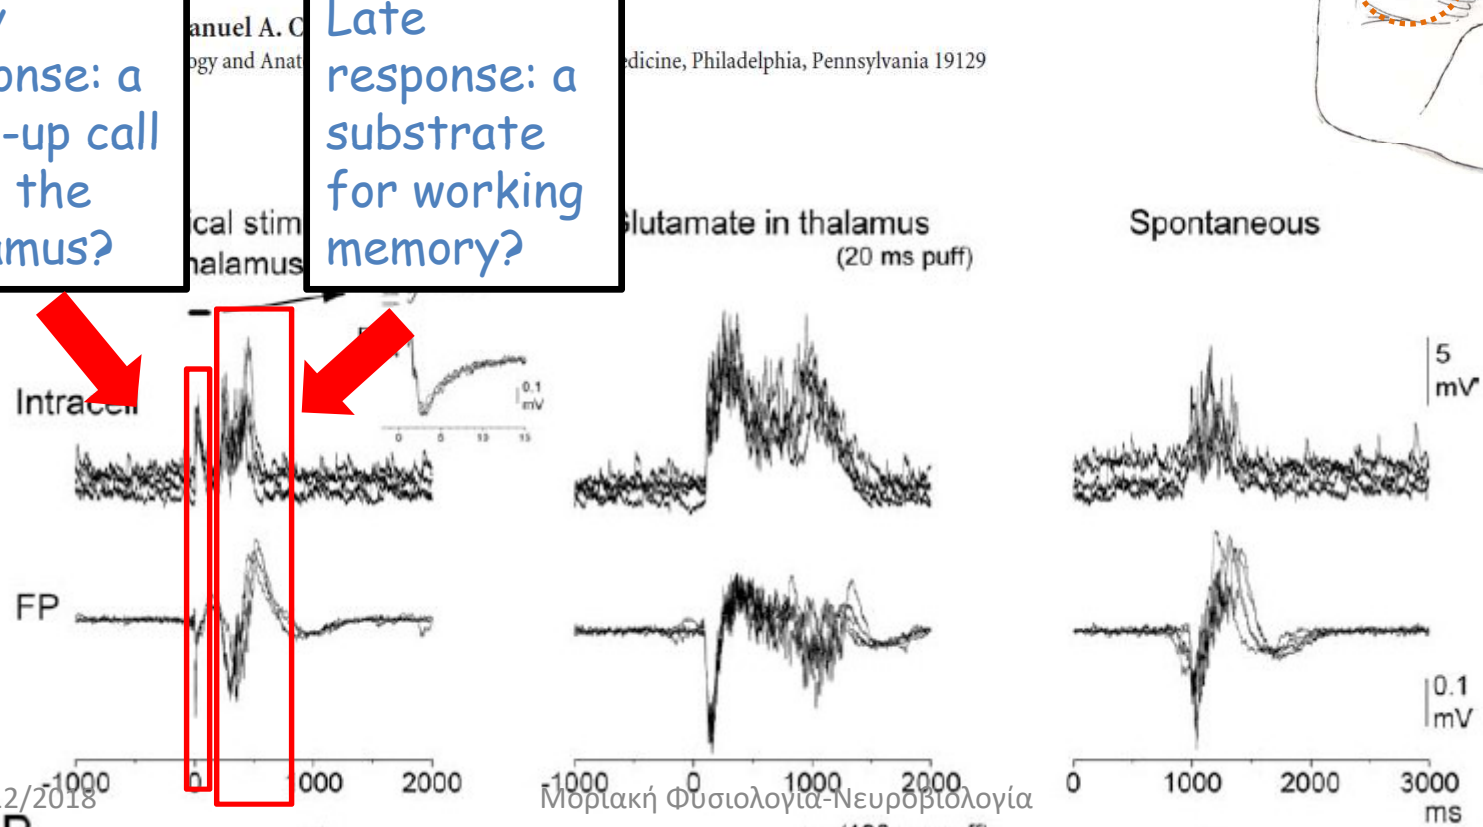 anuel A. C
ogy and Anat
edicine, Philadelphia, Pennsylvania 19129
onse: a
-up call
the
amus?
Late
response: a
substrate
for working
memory?
ical stim
halamus
Glutamate in thalamus
(20 ms puff)
Spontaneous
Intracell
5
mV
0.1
mV
0 5 10 15
FP
0.1
mV
-1000 0 1000 2000
-1000 0 1000 2000
0 1000 2000 3000
ms
12/2018
Μοριακή Φυσιολογία-Νευροβιολογία